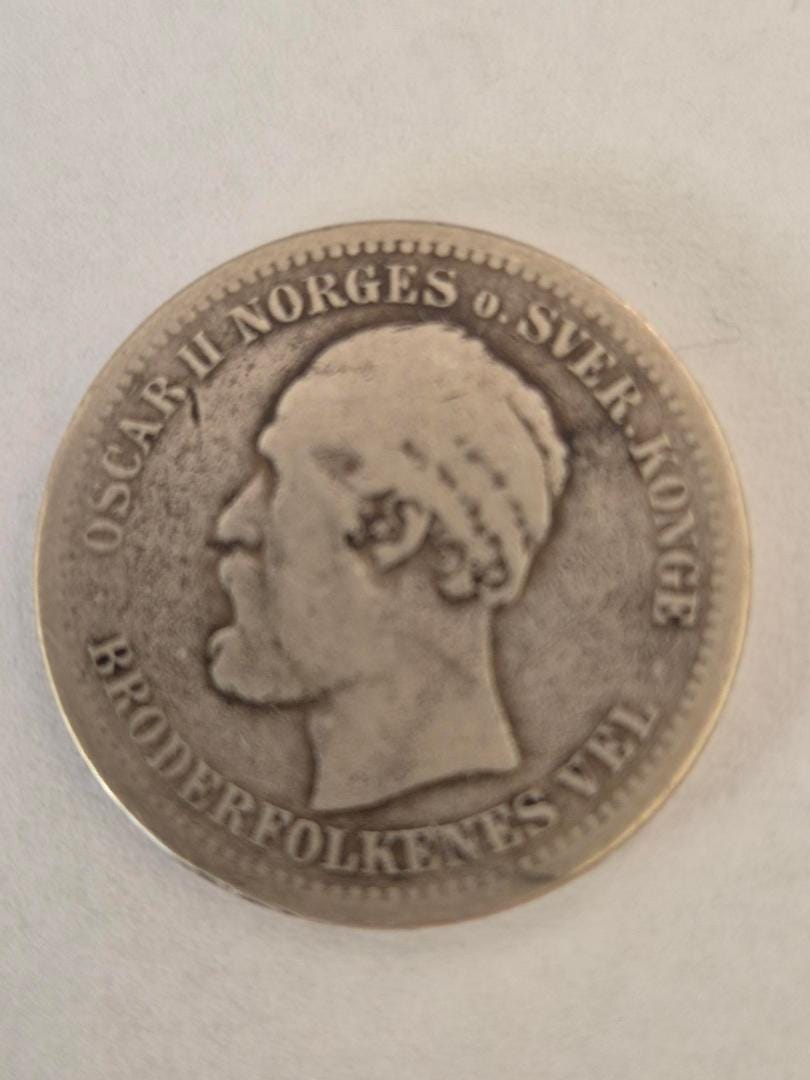 OSCAR II NORGES O. SVER. KONGE
BRODERFOLKENES VEL